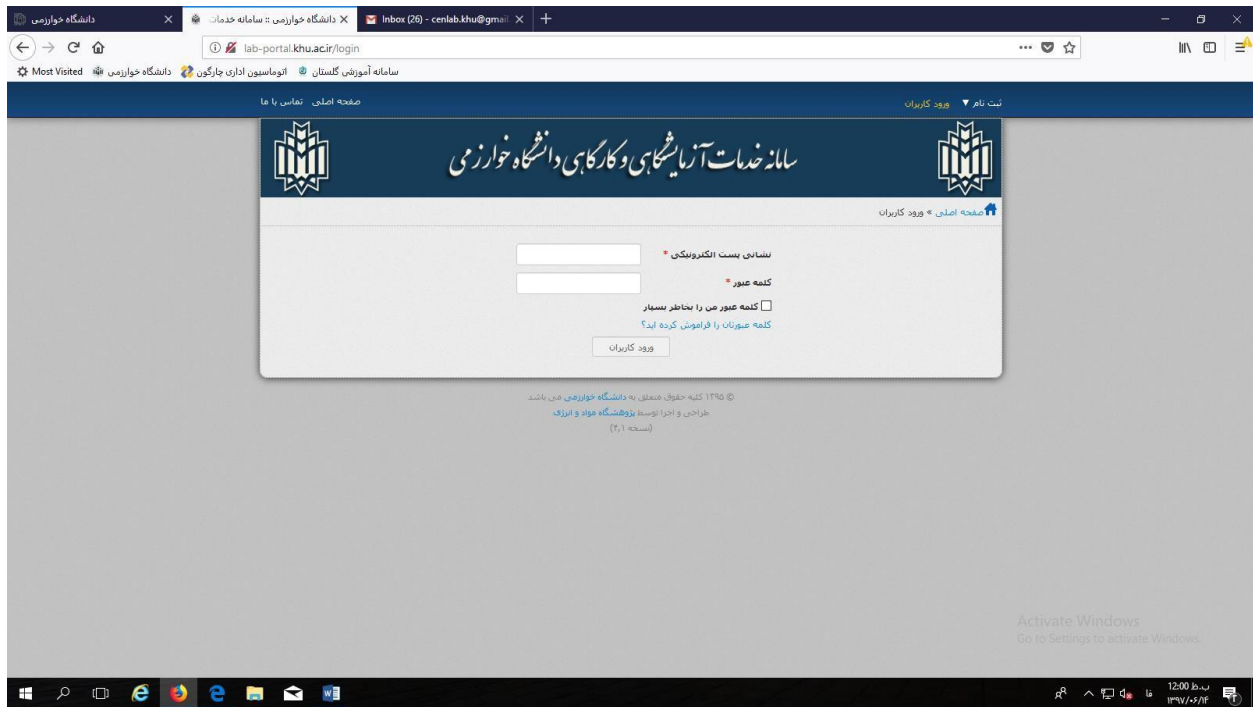 دانشگاه خوارزمی
دانشگاه خوارزمی :: سامانه خدمات
Inbox (26) - cenlab.khu@gmail
lab-portal.khu.ac.ir/login
Most Visited دانشگاه خوارزمی اتوماسیون اداری چارگون سامانه آموزشی گلستان
ثبت نام ▼ ورود کاربران
صفحه اصلی تماس با ما
سامانه خدمات آزمایشگاهی و کارگاهی دانشگاه خوارزمی
صفحه اصلی » ورود کاربران
نشانی پست الکترونیکی *
کلمه عبور *
کلمه عبور من را بخاطر بسپار
کلمه عبورتان را فراموش کرده اید؟
ورود کاربران
© ۱۳۹۵ کلیه حقوق متعلق به دانشگاه خوارزمی می باشد
طراحی و اجرا توسط پژوهشگاه مواد و انرژی
(نسخه ۴,۱)
Activate Windows
Go to Settings to activate Windows.
فا
12:00 ب.ظ
۱۳۹۷/۰۶/۱۴